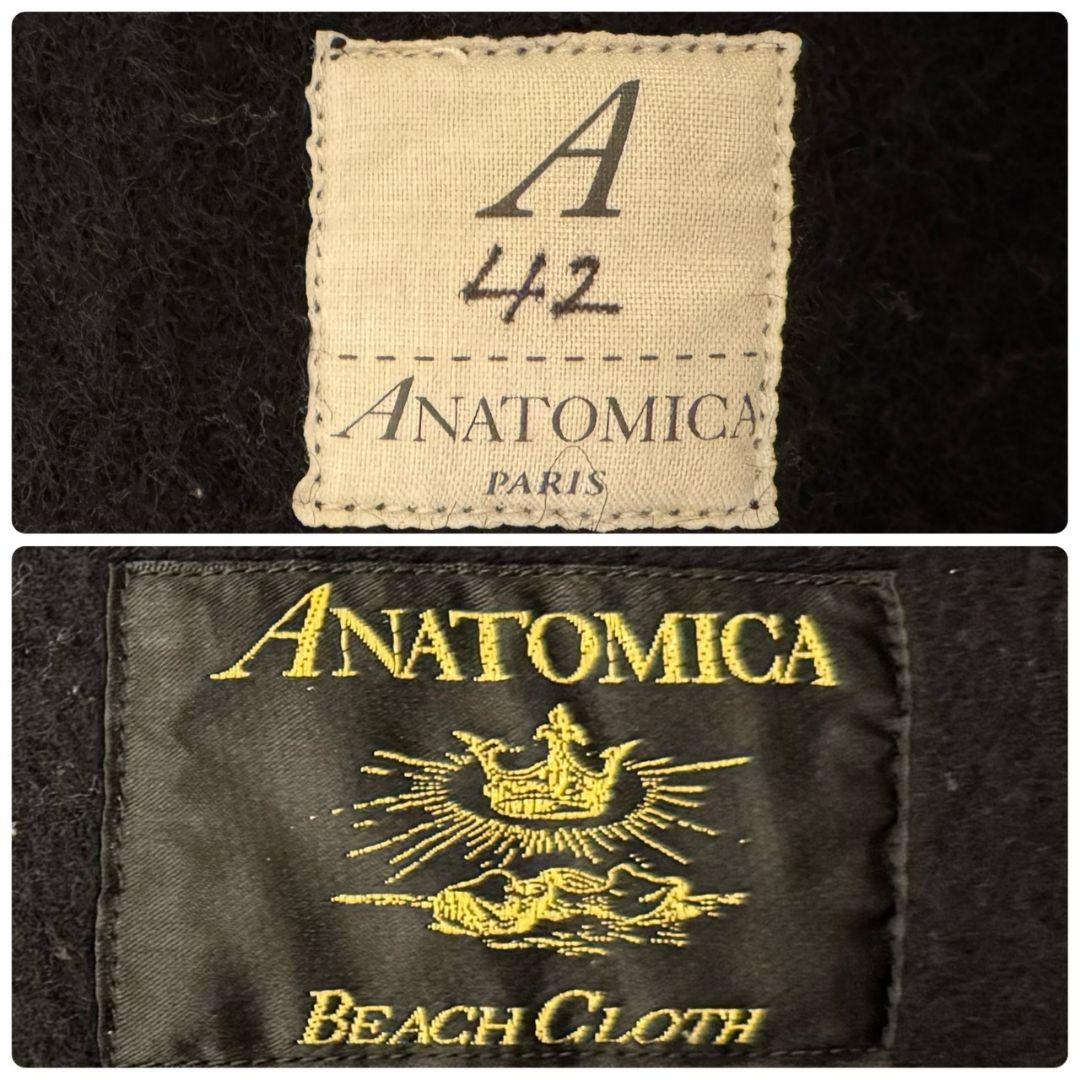 A
42
ANATOMICA
PARIS
ANATOMICA
BEACH CLOTH